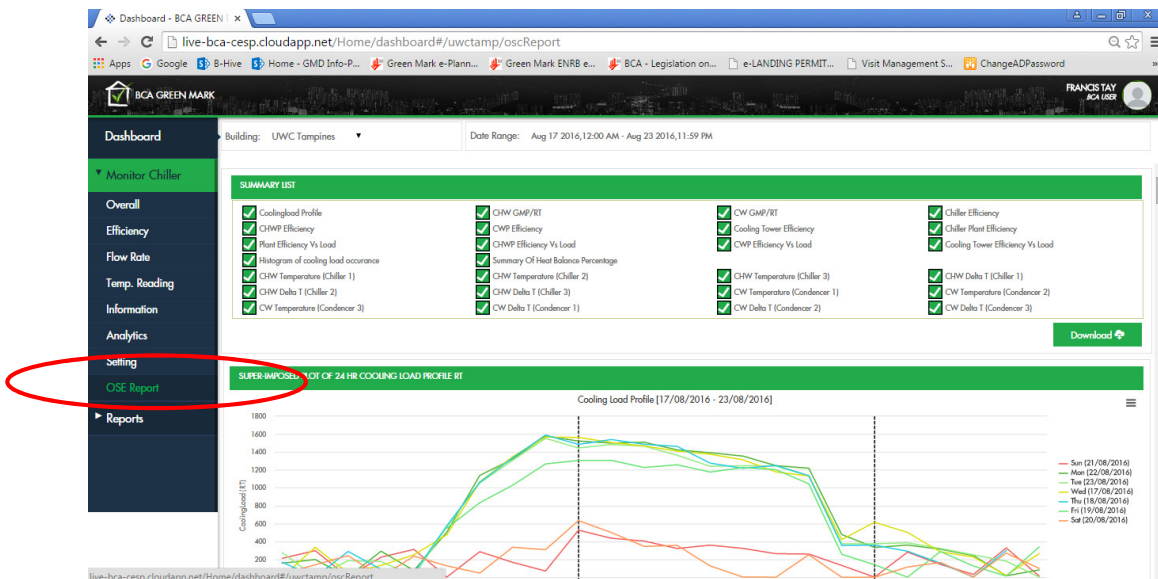 Dashboard - BCA GREEN
live-bca-cesp.cloudapp.net/Home/dashboard#/uwctamp/oscReport
Apps Google B-Hive Home - GMD Info-P... Green Mark e-Plann... Green Mark ENRB e... BCA - Legislation on... e-LANDING PERMIT... Visit Management S... ChangeADPassword »
BCA GREEN MARK
FRANCIS TAY
BCA USER
Dashboard
Building: UWC Tampines Date Range: Aug 17 2016,12:00 AM - Aug 23 2016,11:59 PM
Monitor Chiller
Overall
Efficiency
Flow Rate
Temp. Reading
Information
Analytics
Setting
OSE Report
Reports
SUMMARY LIST
Coolingload Profile CHW GMP/RT CW GMP/RT Chiller Efficiency
CHWP Efficiency CWP Efficiency Cooling Tower Efficiency Chiller Plant Efficiency
Plant Efficiency Vs Load CHWP Efficiency Vs Load CWP Efficiency Vs Load Cooling Tower Efficiency Vs Load
Histogram of cooling load occurance Summary Of Heat Balance Percentage
CHW Temperature (Chiller 1) CHW Temperature (Chiller 2) CHW Temperature (Chiller 3) CHW Delta T (Chiller 1)
CHW Delta T (Chiller 2) CHW Delta T (Chiller 3) CW Temperature (Condencer 1) CW Temperature (Condencer 2)
CW Temperature (Condencer 3) CW Delta T (Condencer 1) CW Delta T (Condencer 2) CW Delta T (Condencer 3)
Download
SUPER-IMPOSED PLOT OF 24 HR COOLING LOAD PROFILE RT
Cooling Load Profile [17/08/2016 - 23/08/2016]
CoolingLoad (RT)
1800
1600
1400
1200
1000
800
600
400
200
Sun (21/08/2016)
Mon (22/08/2016)
Tue (23/08/2016)
Wed (17/08/2016)
Thu (18/08/2016)
Fri (19/08/2016)
Sat (20/08/2016)
live-bca-cesp.cloudapp.net/Home/dashboard#/uwctamp/oscReport